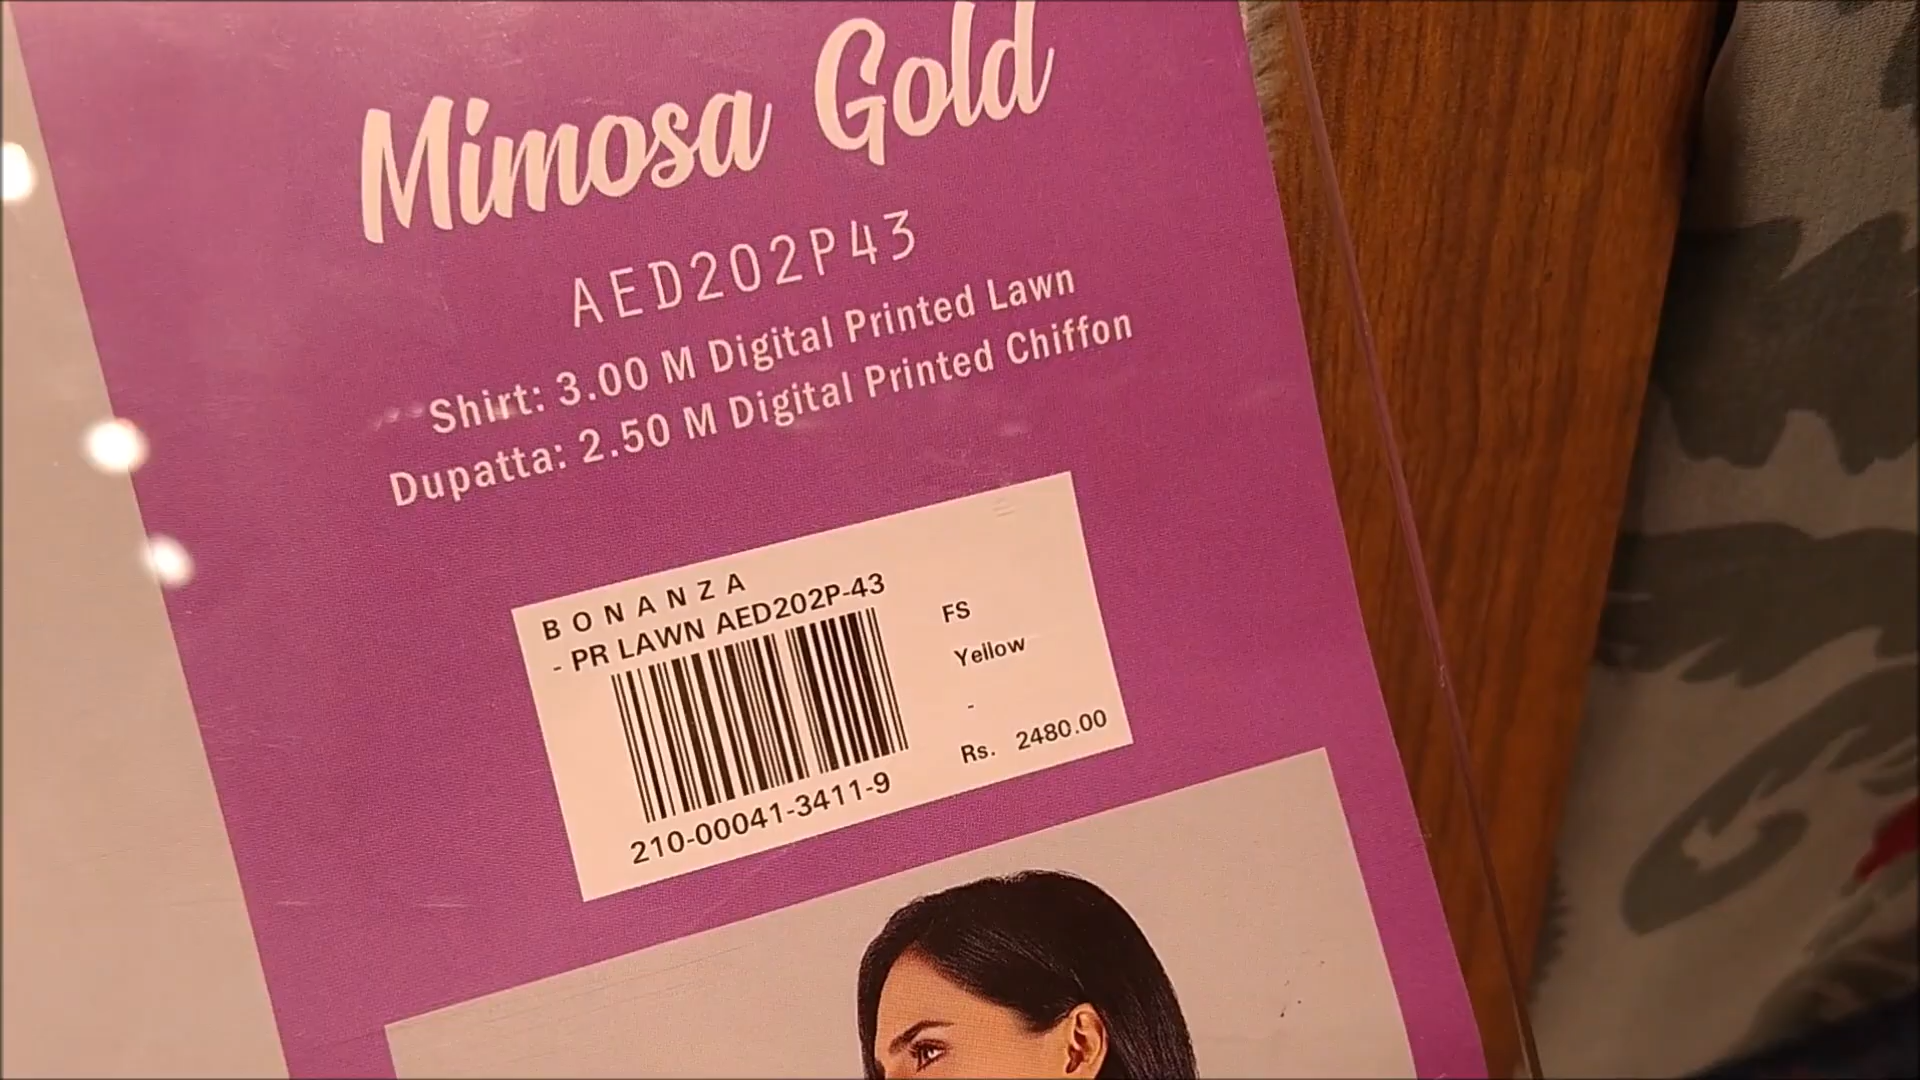 Mimosa Gold
AED202P43
Shirt: 3.00 M Digital Printed Lawn
Dupatta: 2.50 M Digital Printed Chiffon
BONANZA
- PR LAWN AED202P-43
210-00041-3411-9
FS
Yellow
-
Rs. 2480.00